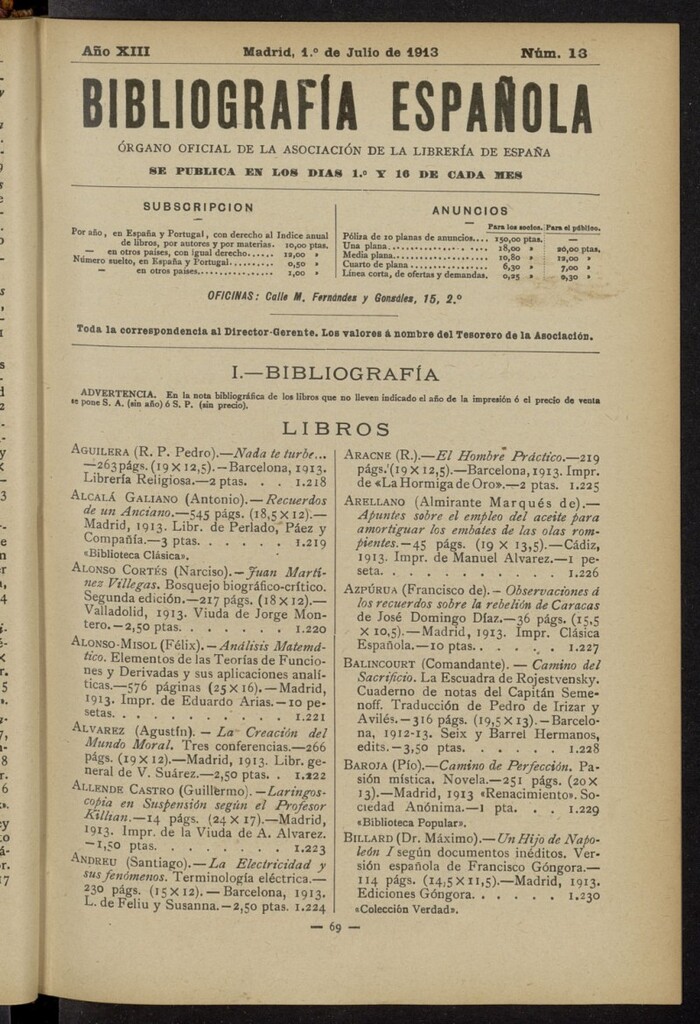 Año XIII
Madrid, 1.º de Julio de 1913
Núm. 13
BIBLIOGRAFÍA ESPAÑOLA
ÓRGANO OFICIAL DE LA ASOCIACIÓN DE LA LIBRERÍA DE ESPAÑA
SE PUBLICA EN LOS DIAS 1.º Y 16 DE CADA MES
SUBSCRIPCION
Por año, en España y Portugal, con derecho al Indice anual
de libros, por autores y por materias. 10,00 ptas.
— en otros países, con igual derecho...... 12,00 »
Número suelto, en España y Portugal......... 0,50 »
— en otros países.............. 1,00 »
ANUNCIOS
Para los socios. Para el público.
Póliza de 10 planas de anuncios.... 150,00 ptas. —
Una plana........................ 18,00 » 20,00 ptas.
Media plana...................... 10,80 » 12,00 »
Cuarto de plana.................. 6,30 » 7,00 »
Línea corta, de ofertas y demandas. 0,25 » 0,30 »
OFICINAS: Calle M. Fernández y González, 15, 2.º
Toda la correspondencia al Director-Gerente. Los valores á nombre del Tesorero de la Asociación.
I.—BIBLIOGRAFÍA
ADVERTENCIA. En la nota bibliográfica de los libros que no lleven indicado el año de la impresión ó el precio de venta
se pone S. A. (sin año) ó S. P. (sin precio).
LIBROS
AGUILERA (R. P. Pedro).—Nada te turbe...
—263 págs. (19 × 12,5).—Barcelona, 1913.
Librería Religiosa.—2 ptas. . . 1.218
ALCALÁ GALIANO (Antonio).—Recuerdos
de un Anciano.—545 págs. (18,5 × 12).—
Madrid, 1913. Libr. de Perlado, Páez y
Compañía.—3 ptas. . . . . . 1.219
«Biblioteca Clásica».
ALONSO CORTÉS (Narciso).—Juan Martí-
nez Villegas. Bosquejo biográfico-crítico.
Segunda edición.—217 págs. (18 × 12).—
Valladolid, 1913. Viuda de Jorge Mon-
tero.—2,50 ptas. . . . . . . 1.220
ALONSO-MISOL (Félix).—Análisis Matemá-
tico. Elementos de las Teorías de Funcio-
nes y Derivadas y sus aplicaciones analí-
ticas.—576 páginas (25 × 16).—Madrid,
1913. Impr. de Eduardo Arias.—10 pe-
setas. . . . . . . . . . . 1.221
ALVAREZ (Agustín).—La Creación del
Mundo Moral. Tres conferencias.—266
págs. (19 × 12).—Madrid, 1913. Libr. ge-
neral de V. Suárez.—2,50 ptas. . 1.222
ALLENDE CASTRO (Guillermo).—Laringos-
copia en Suspensión según el Profesor
Killian.—14 págs. (24 × 17).—Madrid,
1913. Impr. de la Viuda de A. Alvarez.
—1,50 ptas. . . . . . . . . 1.223
ANDREU (Santiago).—La Electricidad y
sus fenómenos. Terminología eléctrica.—
230 págs. (15 × 12).—Barcelona, 1913.
L. de Feliu y Susanna.—2,50 ptas. 1.224
ARACNE (R.).—El Hombre Práctico.—219
págs. (19 × 12,5).—Barcelona, 1913. Impr.
de «La Hormiga de Oro».—2 ptas. 1.225
ARELLANO (Almirante Marqués de).—
Apuntes sobre el empleo del aceite para
amortiguar los embates de las olas rom-
pientes.—45 págs. (19 × 13,5).—Cádiz,
1913. Impr. de Manuel Alvarez.—1 pe-
seta. . . . . . . . . . . 1.226
AZPÚRUA (Francisco de).—Observaciones á
los recuerdos sobre la rebelión de Caracas
de José Domingo Díaz.—36 págs. (15,5
× 10,5).—Madrid, 1913. Impr. Clásica
Española.—10 ptas. . . . . . 1.227
BALINCOURT (Comandante).—Camino del
Sacrificio. La Escuadra de Rojestvensky.
Cuaderno de notas del Capitán Seme-
noff. Traducción de Pedro de Irizar y
Avilés.—316 págs. (19,5 × 13).—Barcelo-
na, 1912-13. Seix y Barrel Hermanos,
edits.—3,50 ptas. . . . . . . 1.228
BAROJA (Pío).—Camino de Perfección. Pa-
sión mística. Novela.—251 págs. (20 ×
13).—Madrid, 1913 «Renacimiento». So-
ciedad Anónima.—1 pta. . . . 1.229
«Biblioteca Popular».
BILLARD (Dr. Máximo).—Un Hijo de Napo-
león I según documentos inéditos. Ver-
sión española de Francisco Góngora.—
114 págs. (14,5 × 11,5).—Madrid, 1913.
Ediciones Góngora. . . . . . 1.230
«Colección Verdad».
— 69 —